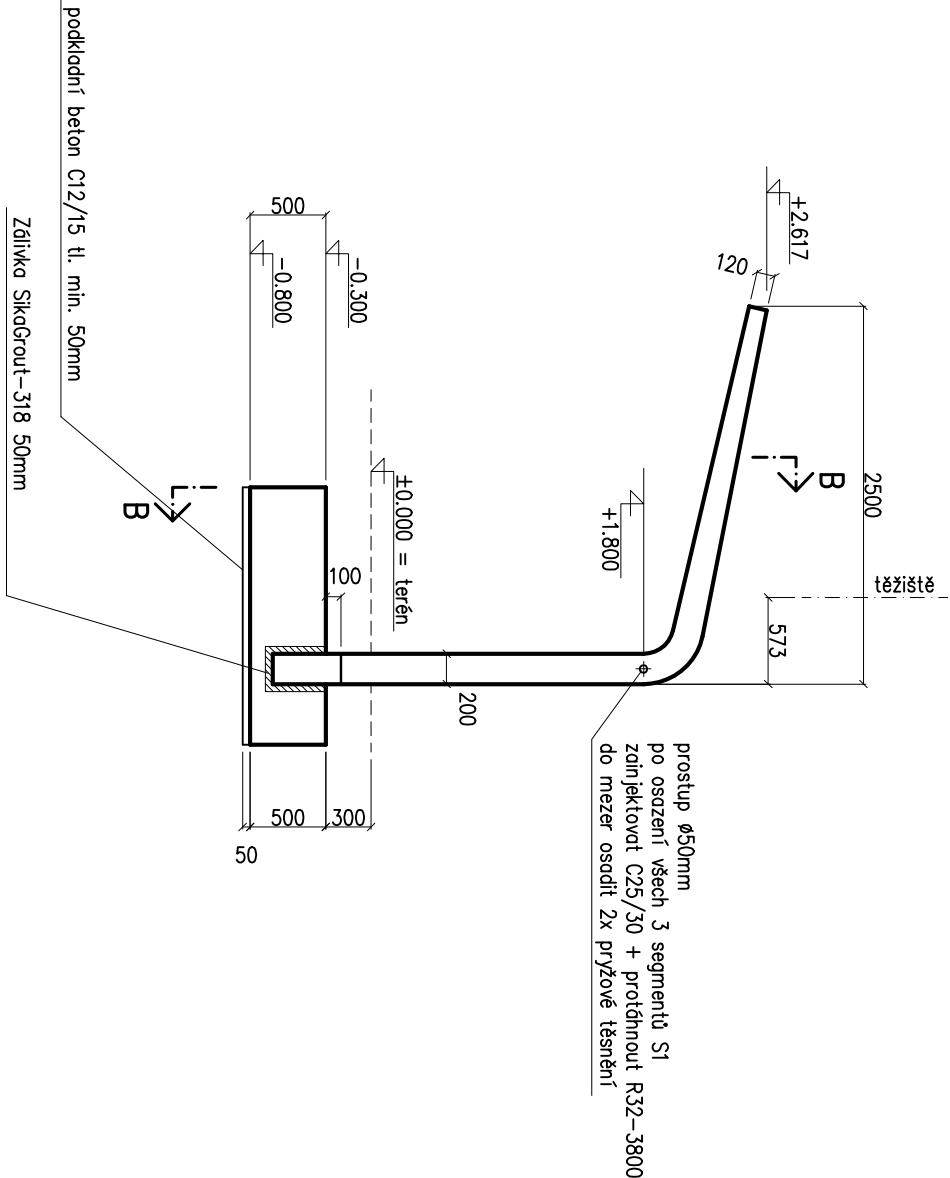 +2.617
120
2500
B
těžiště
573
+1.800
200
prostup ø50mm
po osazení všech 3 segmentů S1
zainjektovat C25/30 + protáhnout R32-3800
do mezer osadit 2x pryžové těsnění
±0.000 = terén
100
-0.300
-0.800
500
B
300
500
50
podkladní beton C12/15 tl. min. 50mm
Zálivka SikaGrout-318 50mm